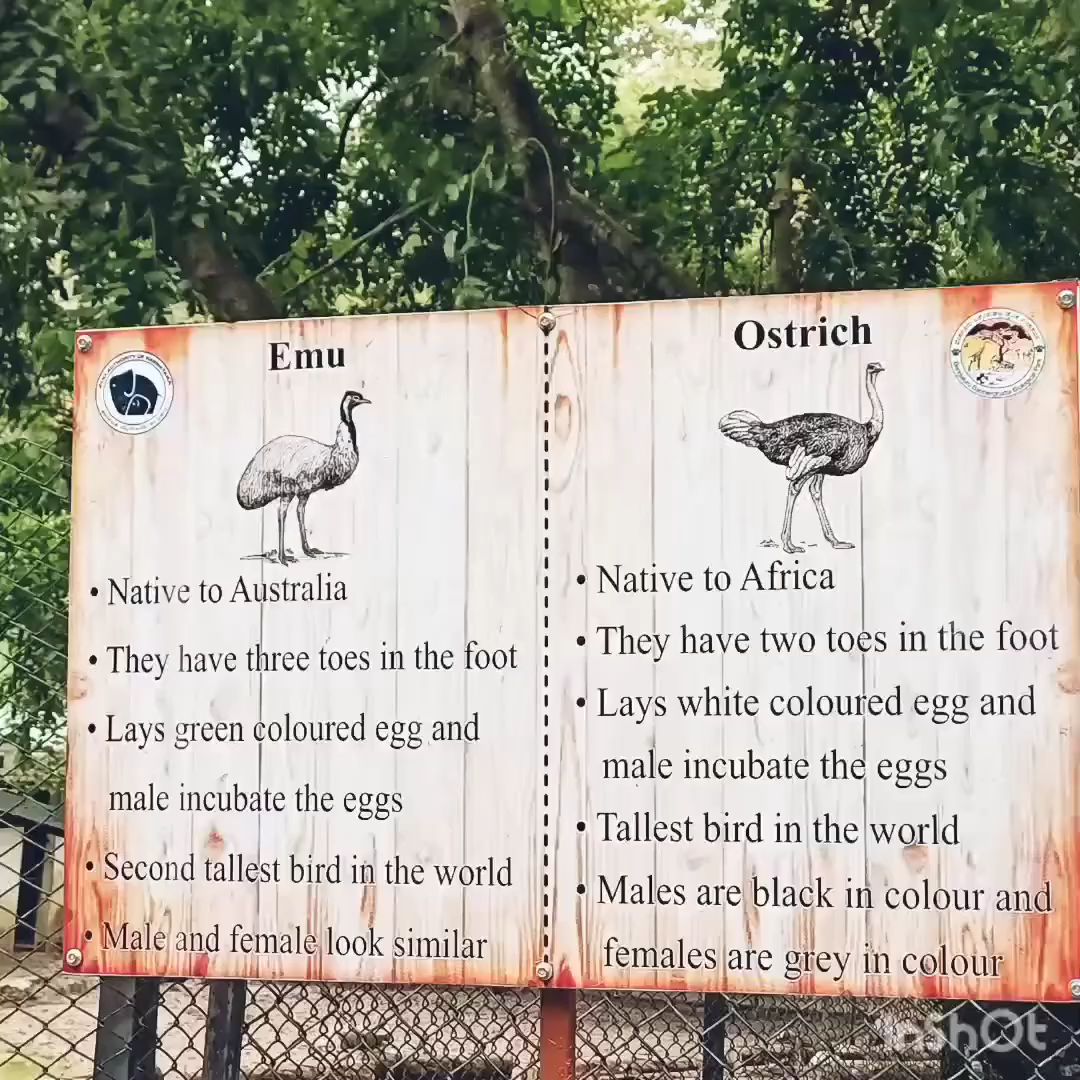 Emu
• Native to Australia
• They have three toes in the foot
• Lays green coloured egg and
male incubate the eggs
• Second tallest bird in the world
• Male and female look similar
Ostrich
• Native to Africa
• They have two toes in the foot
• Lays white coloured egg and
male incubate the eggs
• Tallest bird in the world
• Males are black in colour and
females are grey in colour
InShOt